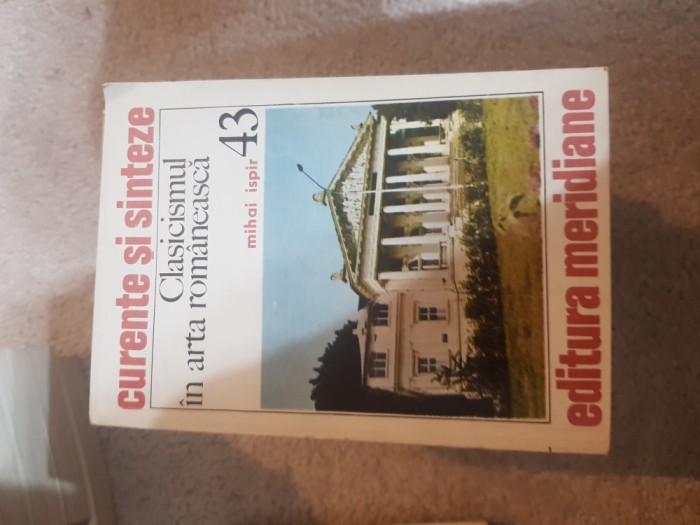 curente și sinteze
Clasicismul
în arta românească
mihai ispir 43
editura meridiane